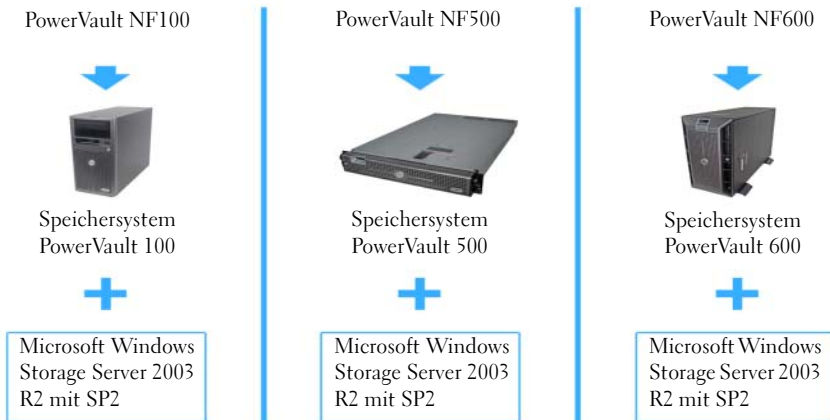 PowerVault NF100
Speichersystem
PowerVault 100
+
Microsoft Windows
Storage Server 2003
R2 mit SP2
PowerVault NF500
Speichersystem
PowerVault 500
+
Microsoft Windows
Storage Server 2003
R2 mit SP2
PowerVault NF600
Speichersystem
PowerVault 600
+
Microsoft Windows
Storage Server 2003
R2 mit SP2